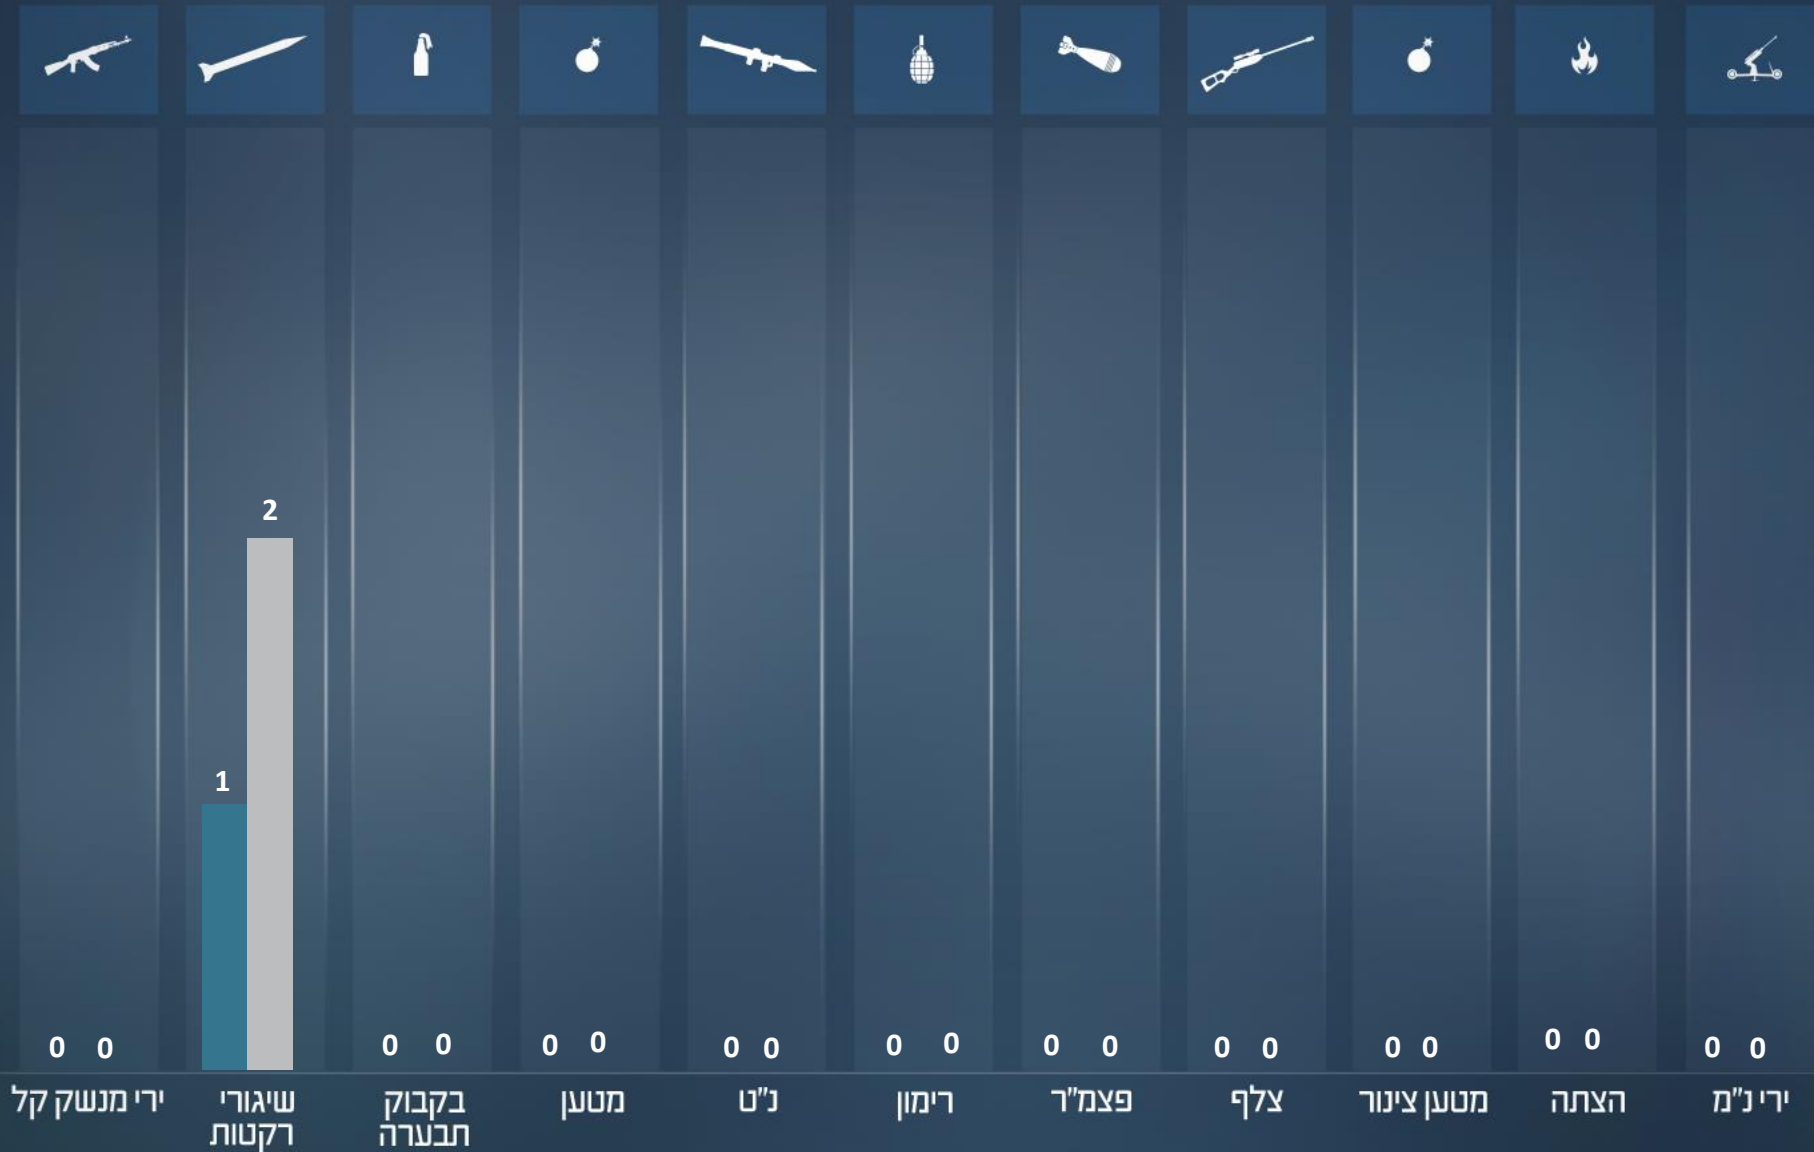 2
1
0 0
0 0
0 0
0 0
0 0
0 0
0 0
0 0
0 0
0 0
ירי מנשק קל
שיגורי
רקטות
בקבוק
תבערה
מטען
נ"ט
רימון
פצמ"ר
צלף
מטען צינור
הצתה
ירי נ"מ